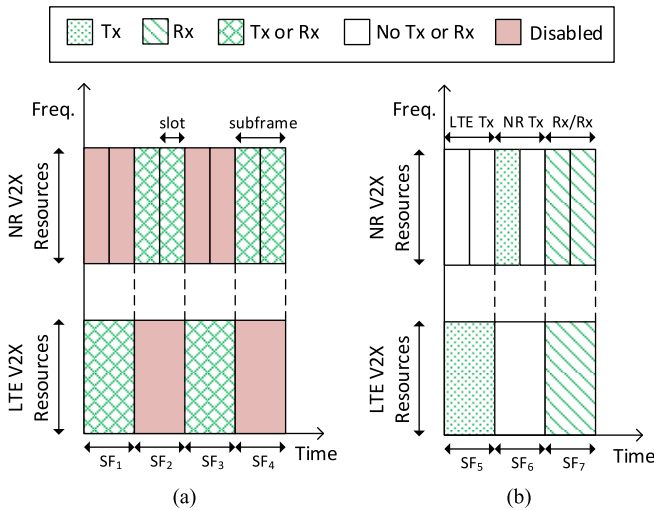 Tx Rx Tx or Rx No Tx or Rx Disabled
Freq.
slot
subframe
NR V2X
Resources
LTE V2X
Resources
SF1 SF2 SF3 SF4
Time
(a)
Freq.
LTE Tx NR Tx Rx/Rx
NR V2X
Resources
LTE V2X
Resources
SF5 SF6 SF7
Time
(b)